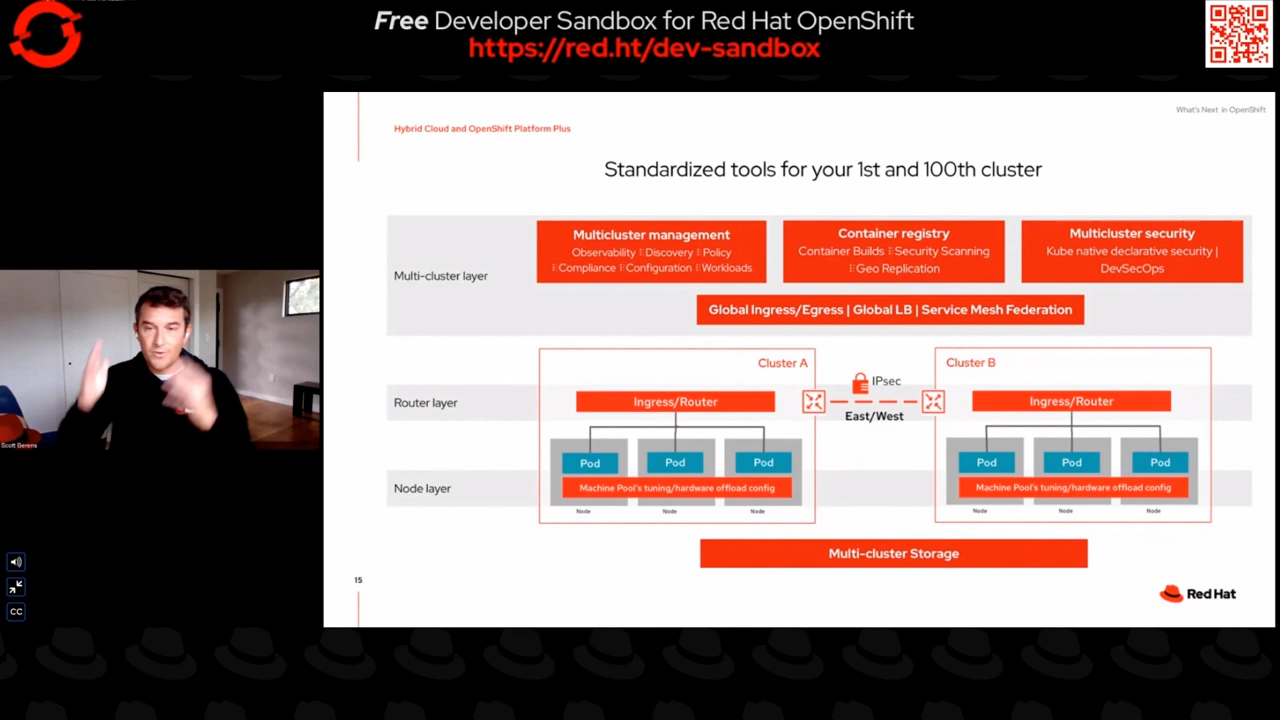 Free Developer Sandbox for Red Hat OpenShift
https://red.ht/dev-sandbox
What's Next in OpenShift
Hybrid Cloud and OpenShift Platform Plus
Standardized tools for your 1st and 100th cluster
Multi-cluster layer
Multicluster management
Observability ⁞ Discovery ⁞ Policy
⁞ Compliance ⁞ Configuration ⁞ Workloads
Container registry
Container Builds ⁞ Security Scanning
⁞ Geo Replication
Multicluster security
Kube native declarative security |
DevSecOps
Global Ingress/Egress | Global LB | Service Mesh Federation
Cluster A
Cluster B
IPsec
East/West
Router layer
Ingress/Router
Ingress/Router
Pod
Pod
Pod
Pod
Pod
Pod
Node layer
Machine Pool's tuning/hardware offload config
Machine Pool's tuning/hardware offload config
Node
Node
Node
Node
Node
Node
Multi-cluster Storage
15
Red Hat
Scott Berens
CC